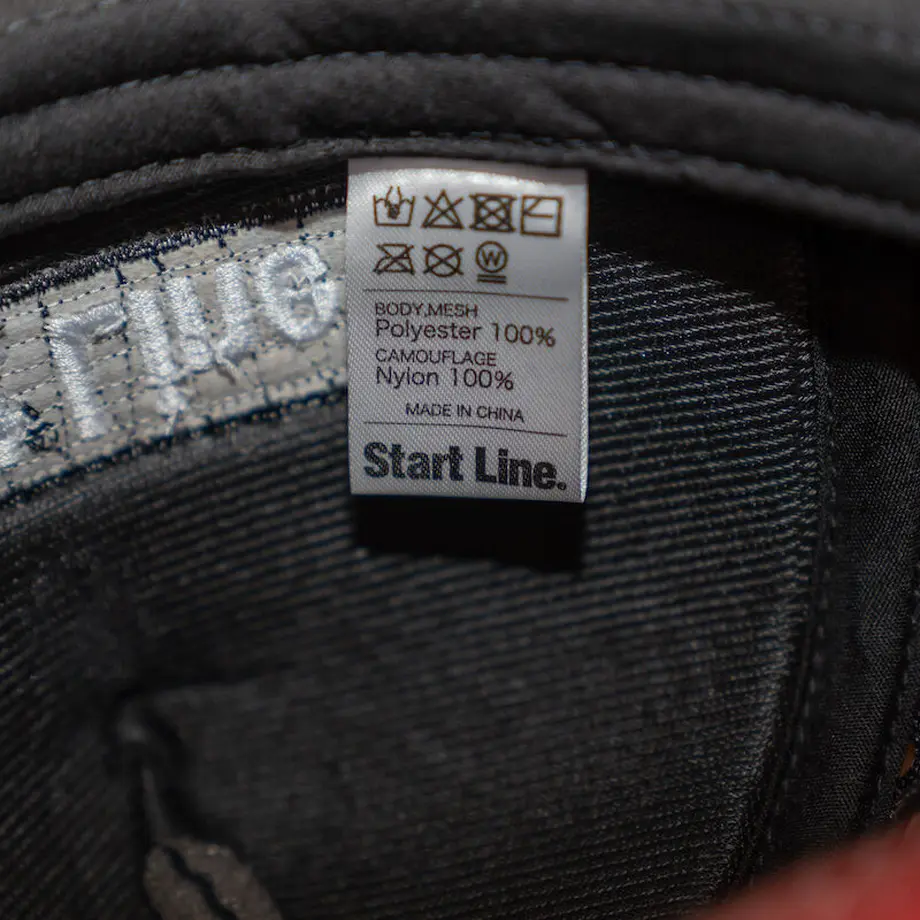 BODY,MESH
Polyester 100%
CAMOUFLAGE
Nylon 100%
MADE IN CHINA
Start Line.